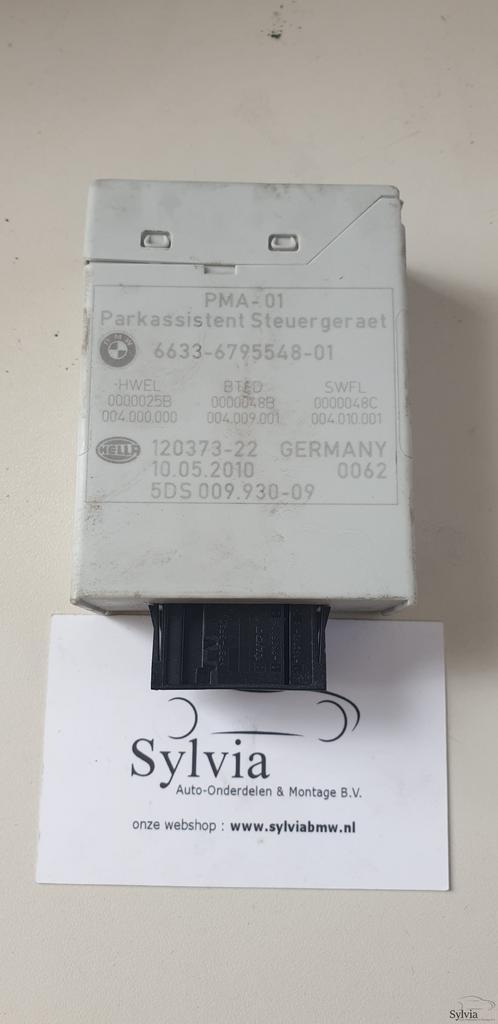 PMA-01
Parkassistent Steuergeraet
BMW 6633-6795548-01
HWEL BTLD SWFL
0000025B 0000048B 0000048C
004.000.000 004.009.001 004.010.001
HELLA 120373-22 GERMANY
10.05.2010 0062
5DS 009.930-09
Sylvia
Auto-Onderdelen & Montage B.V.
onze webshop : www.sylviabmw.nl
Sylvia